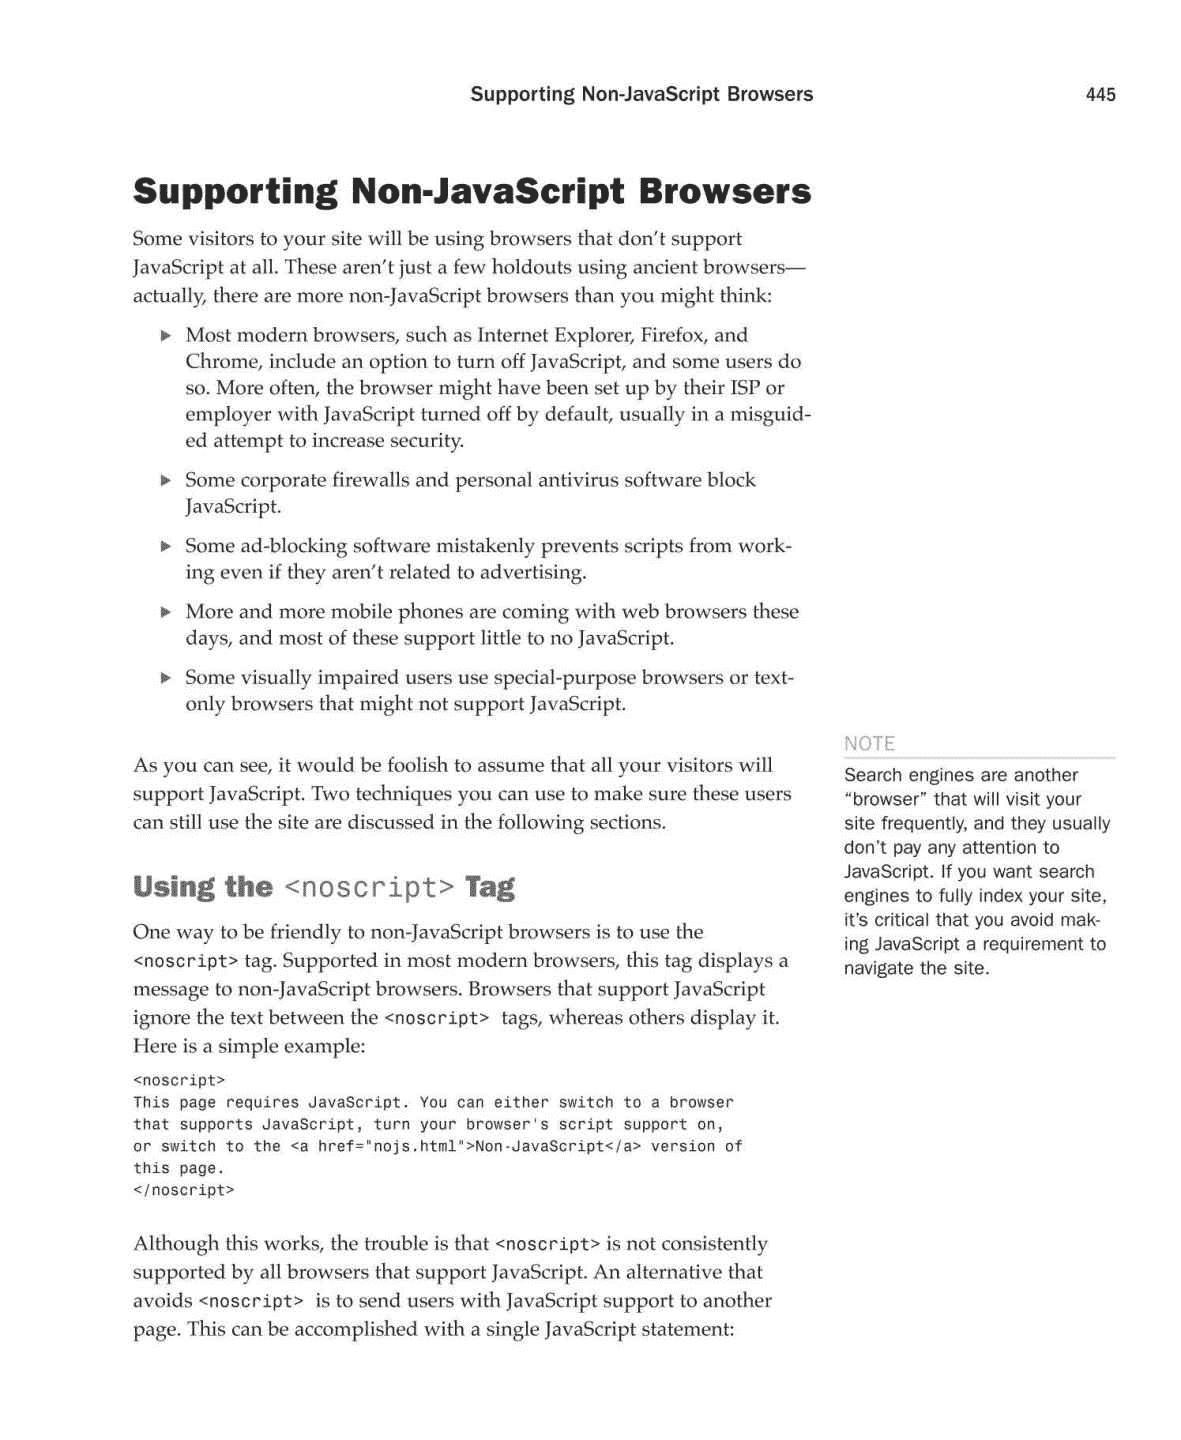 Supporting Non-JavaScript Browsers 445
Supporting Non-JavaScript Browsers
Some visitors to your site will be using browsers that don’t support
JavaScript at all. These aren’t just a few holdouts using ancient browsers—
actually, there are more non-JavaScript browsers than you might think:
▶ Most modern browsers, such as Internet Explorer, Firefox, and
Chrome, include an option to turn off JavaScript, and some users do
so. More often, the browser might have been set up by their ISP or
employer with JavaScript turned off by default, usually in a misguid-
ed attempt to increase security.
▶ Some corporate firewalls and personal antivirus software block
JavaScript.
▶ Some ad-blocking software mistakenly prevents scripts from work-
ing even if they aren’t related to advertising.
▶ More and more mobile phones are coming with web browsers these
days, and most of these support little to no JavaScript.
▶ Some visually impaired users use special-purpose browsers or text-
only browsers that might not support JavaScript.
As you can see, it would be foolish to assume that all your visitors will
support JavaScript. Two techniques you can use to make sure these users
can still use the site are discussed in the following sections.
NOTE
Search engines are another
“browser” that will visit your
site frequently, and they usually
don’t pay any attention to
JavaScript. If you want search
engines to fully index your site,
it’s critical that you avoid mak-
ing JavaScript a requirement to
navigate the site.
Using the <noscript> Tag
One way to be friendly to non-JavaScript browsers is to use the
<noscript> tag. Supported in most modern browsers, this tag displays a
message to non-JavaScript browsers. Browsers that support JavaScript
ignore the text between the <noscript> tags, whereas others display it.
Here is a simple example:
<noscript>
This page requires JavaScript. You can either switch to a browser
that supports JavaScript, turn your browser's script support on,
or switch to the <a href="nojs.html">Non-JavaScript</a> version of
this page.
</noscript>
Although this works, the trouble is that <noscript> is not consistently
supported by all browsers that support JavaScript. An alternative that
avoids <noscript> is to send users with JavaScript support to another
page. This can be accomplished with a single JavaScript statement: